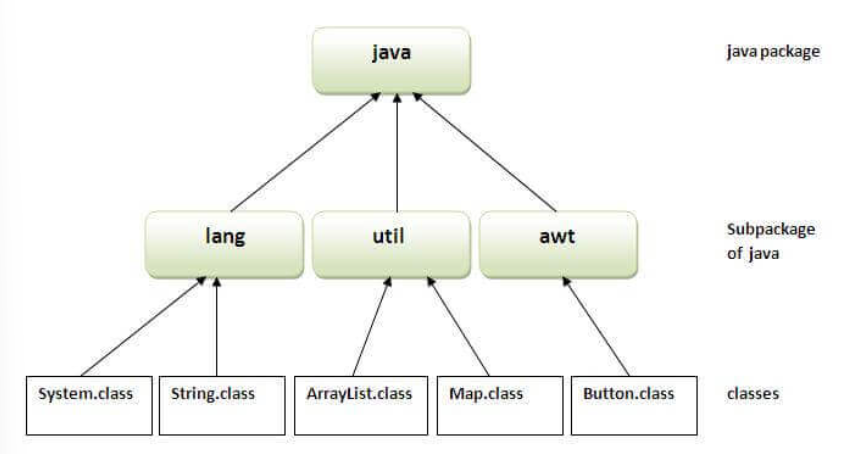 java
java package
lang
util
awt
Subpackage
of java
System.class
String.class
ArrayList.class
Map.class
Button.class
classes